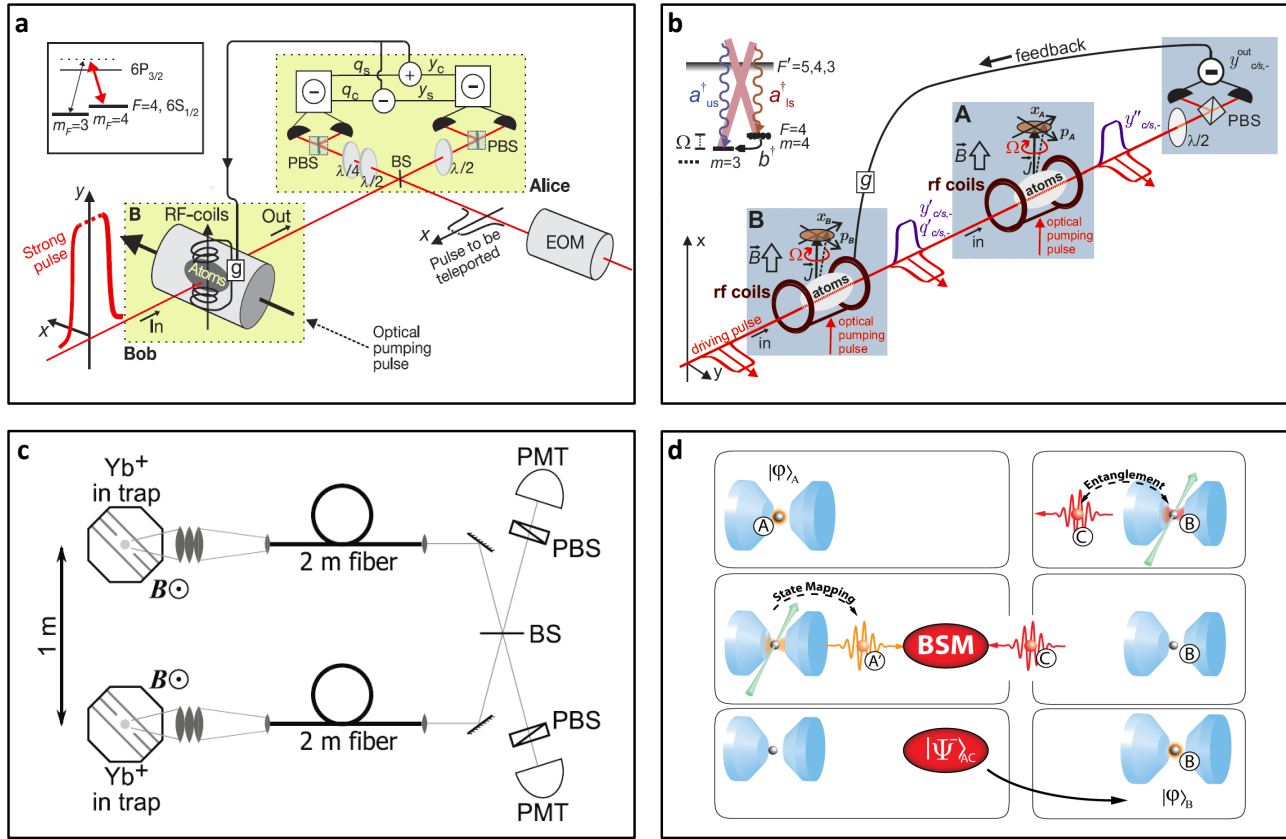 a
6P3/2
F=4, 6S1/2
mF=3
mF=4
qs
yc
qc
ys
+
−
−
−
PBS
PBS
λ/4
λ/2
BS
λ/2
Alice
y
B
RF-coils
Out
Strong
pulse
Atoms
g
x
Pulse to be
teleported
EOM
x
In
Bob
Optical
pumping
pulse
b
feedback
y out c/s,-
F'=5,4,3
a†us
a†ls
Ω
F=4
m=4
m=3
b†
PBS
λ/2
A
xA
pA
Ω
J
B
y''c/s,-
rf coils
atoms
in
optical
pumping
pulse
g
y'c/s,-
q'c/s,-
B
xB
pB
Ω
J
B
x
rf coils
atoms
driving pulse
in
optical
pumping
pulse
y
c
Yb+
in trap
B⊙
2 m fiber
PMT
PBS
1 m
BS
B⊙
2 m fiber
PBS
Yb+
in trap
PMT
d
|φ⟩A
A
Entanglement
C
B
State Mapping
A'
BSM
C
B
|Ψ-⟩AC
B
|φ⟩B